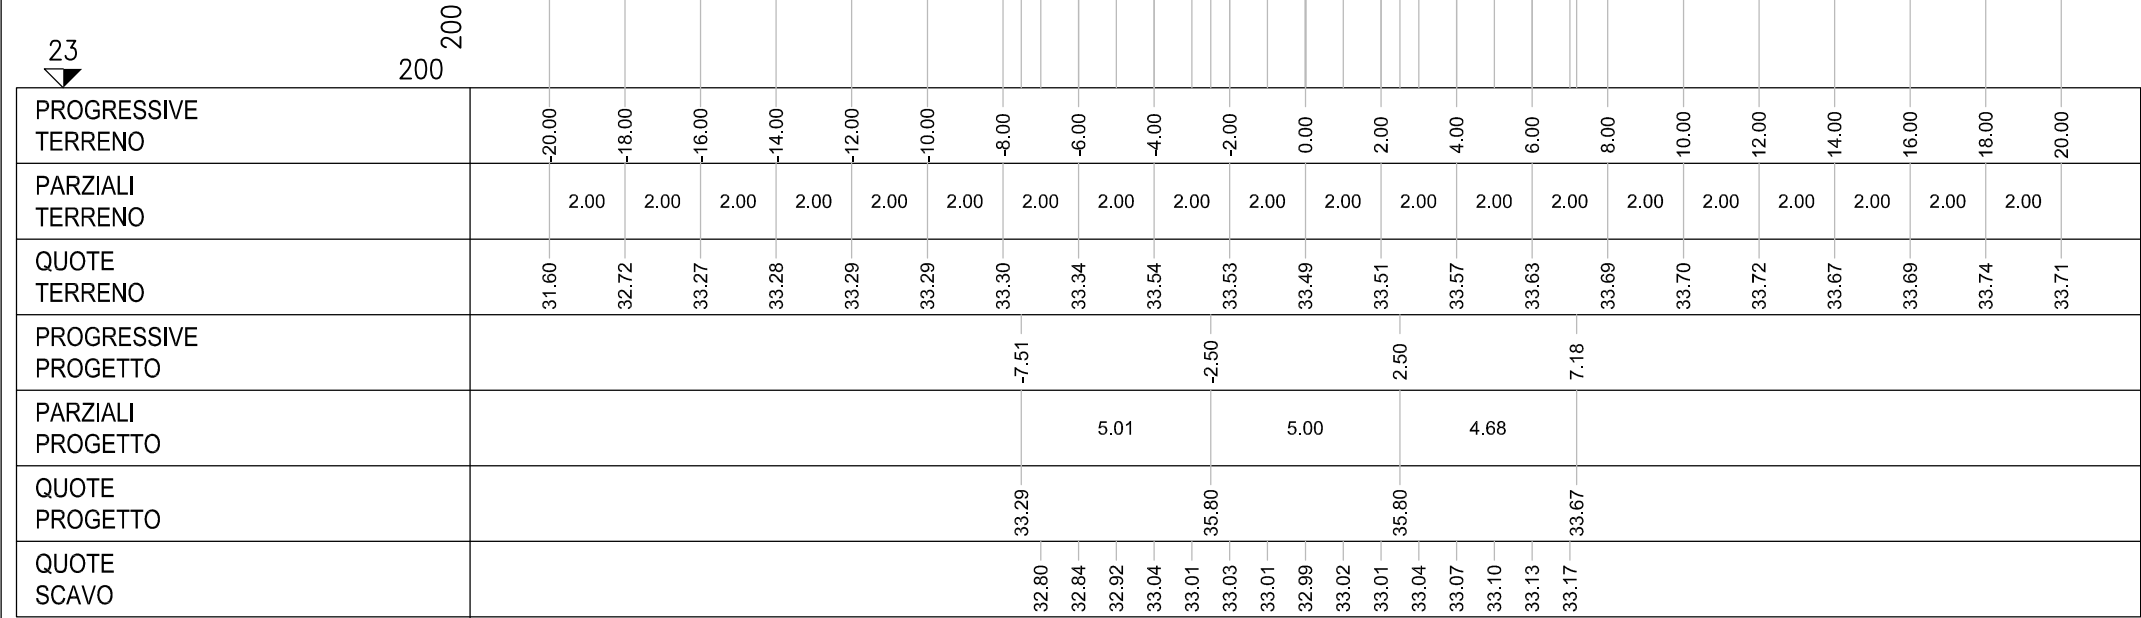 200
23
200
PROGRESSIVE
TERRENO
-20.00 -18.00 -16.00 -14.00 -12.00 -10.00 -8.00 -6.00 -4.00 -2.00 0.00 2.00 4.00 6.00 8.00 10.00 12.00 14.00 16.00 18.00 20.00
PARZIALI
TERRENO
2.00 2.00 2.00 2.00 2.00 2.00 2.00 2.00 2.00 2.00 2.00 2.00 2.00 2.00 2.00 2.00 2.00 2.00 2.00 2.00
QUOTE
TERRENO
31.60 32.72 33.27 33.28 33.29 33.29 33.30 33.34 33.54 33.53 33.49 33.51 33.57 33.63 33.69 33.70 33.72 33.67 33.69 33.74 33.71
PROGRESSIVE
PROGETTO
-7.51 -2.50 2.50 7.18
PARZIALI
PROGETTO
5.01 5.00 4.68
QUOTE
PROGETTO
33.29 35.80 35.80 33.67
QUOTE
SCAVO
32.80 32.84 32.92 33.04 33.01 33.03 33.01 32.99 33.02 33.01 33.04 33.07 33.10 33.13 33.17